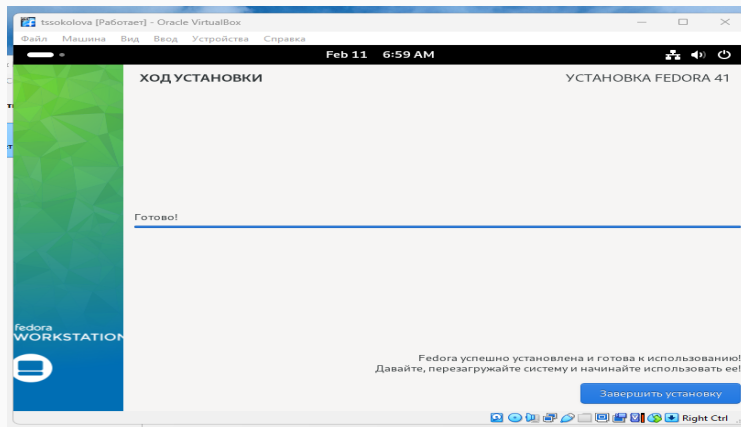 tssokolova [Работает] - Oracle VirtualBox
Файл Машина Вид Ввод Устройства Справка
Feb 11 6:59 AM
ХОД УСТАНОВКИ
УСТАНОВКА FEDORA 41
Готово!
fedora
WORKSTATION
Fedora успешно установлена и готова к использованию!
Давайте, перезагружайте систему и начинайте использовать ее!
Завершить установку
Right Ctrl